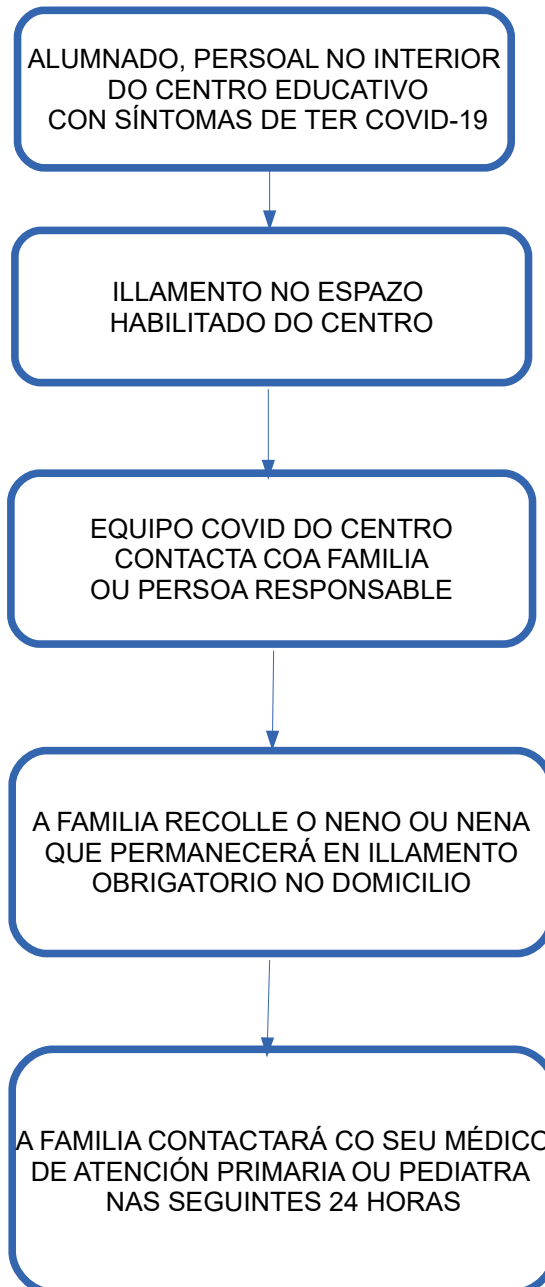 ALUMNADO, PERSOAL NO INTERIOR
DO CENTRO EDUCATIVO
CON SÍNTOMAS DE TER COVID-19
ILLAMENTO NO ESPAZO
HABILITADO DO CENTRO
EQUIPO COVID DO CENTRO
CONTACTA COA FAMILIA
OU PERSOA RESPONSABLE
A FAMILIA RECOLLE O NENO OU NENA
QUE PERMANECERÁ EN ILLAMENTO
OBRIGATORIO NO DOMICILIO
A FAMILIA CONTACTARÁ CO SEU MÉDICO
DE ATENCIÓN PRIMARIA OU PEDIATRA
NAS SEGUINTES 24 HORAS